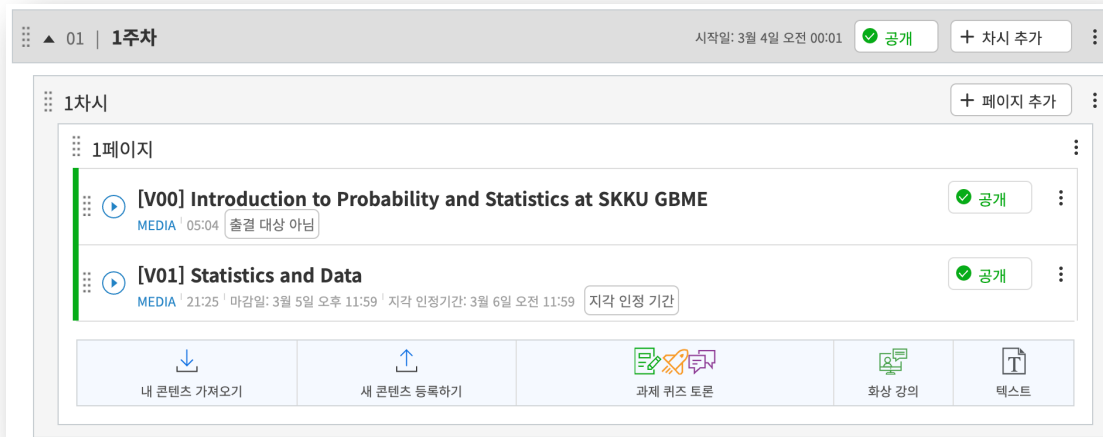 01 | 1주차 시작일: 3월 4일 오전 00:01 공개 + 차시 추가
1차시 + 페이지 추가
1페이지
[V00] Introduction to Probability and Statistics at SKKU GBME 공개
MEDIA 05:04 출결 대상 아님
[V01] Statistics and Data 공개
MEDIA 21:25 마감일: 3월 5일 오후 11:59 지각 인정기간: 3월 6일 오전 11:59 지각 인정 기간
내 콘텐츠 가져오기 새 콘텐츠 등록하기 과제 퀴즈 토론 화상 강의 텍스트